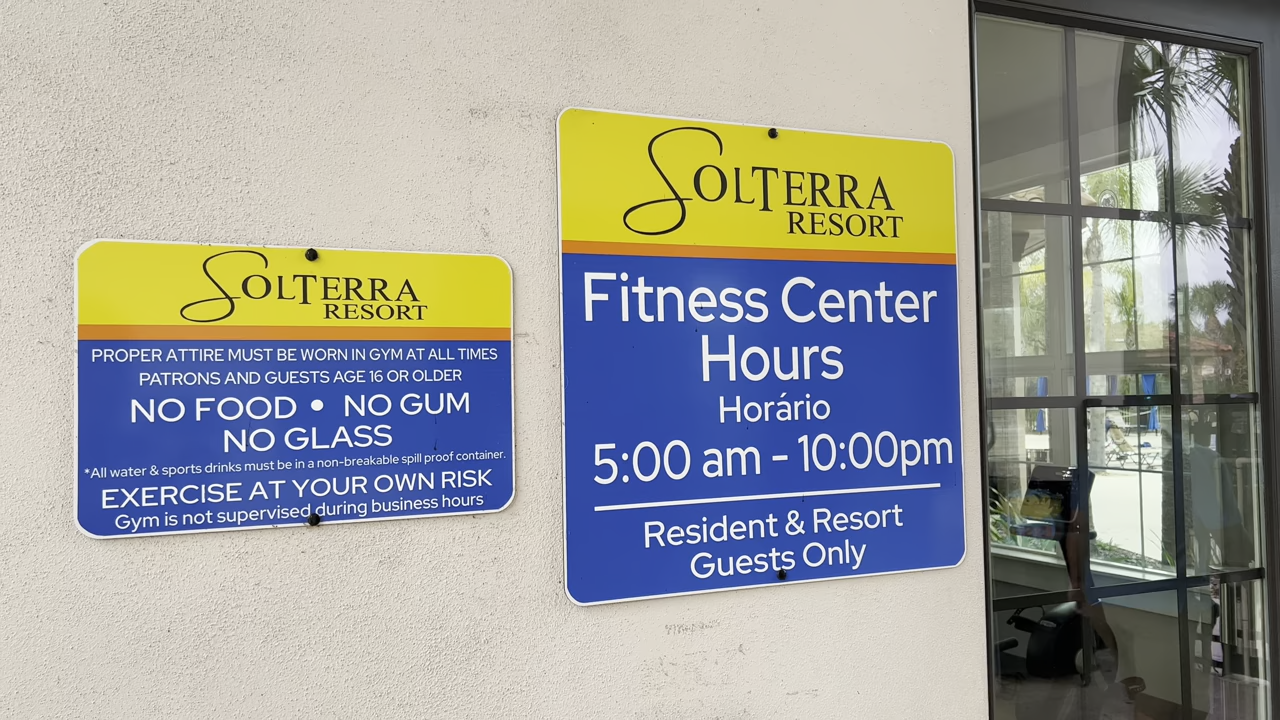 SOLTERRA
RESORT
PROPER ATTIRE MUST BE WORN IN GYM AT ALL TIMES
PATRONS AND GUESTS AGE 16 OR OLDER
NO FOOD • NO GUM
NO GLASS
*All water & sports drinks must be in a non-breakable spill proof container.
EXERCISE AT YOUR OWN RISK
Gym is not supervised during business hours
SOLTERRA
RESORT
Fitness Center
Hours
Horário
5:00 am - 10:00pm
Resident & Resort
Guests Only